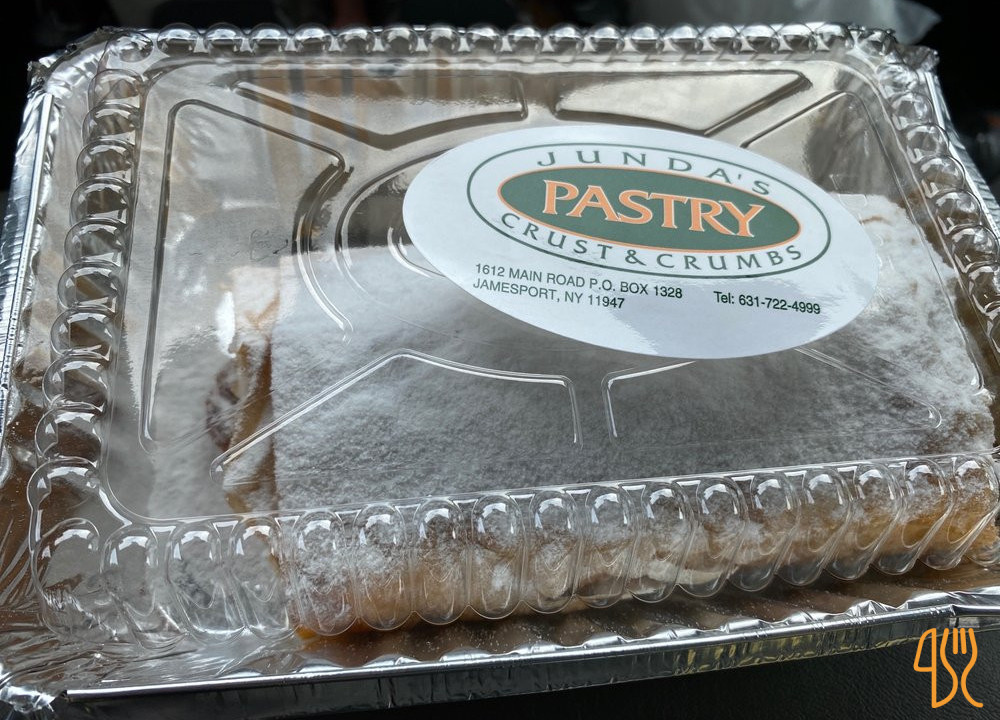 JUNDA'S
PASTRY
CRUST & CRUMBS
1612 MAIN ROAD P.O. BOX 1328
JAMESPORT, NY 11947
Tel: 631-722-4999